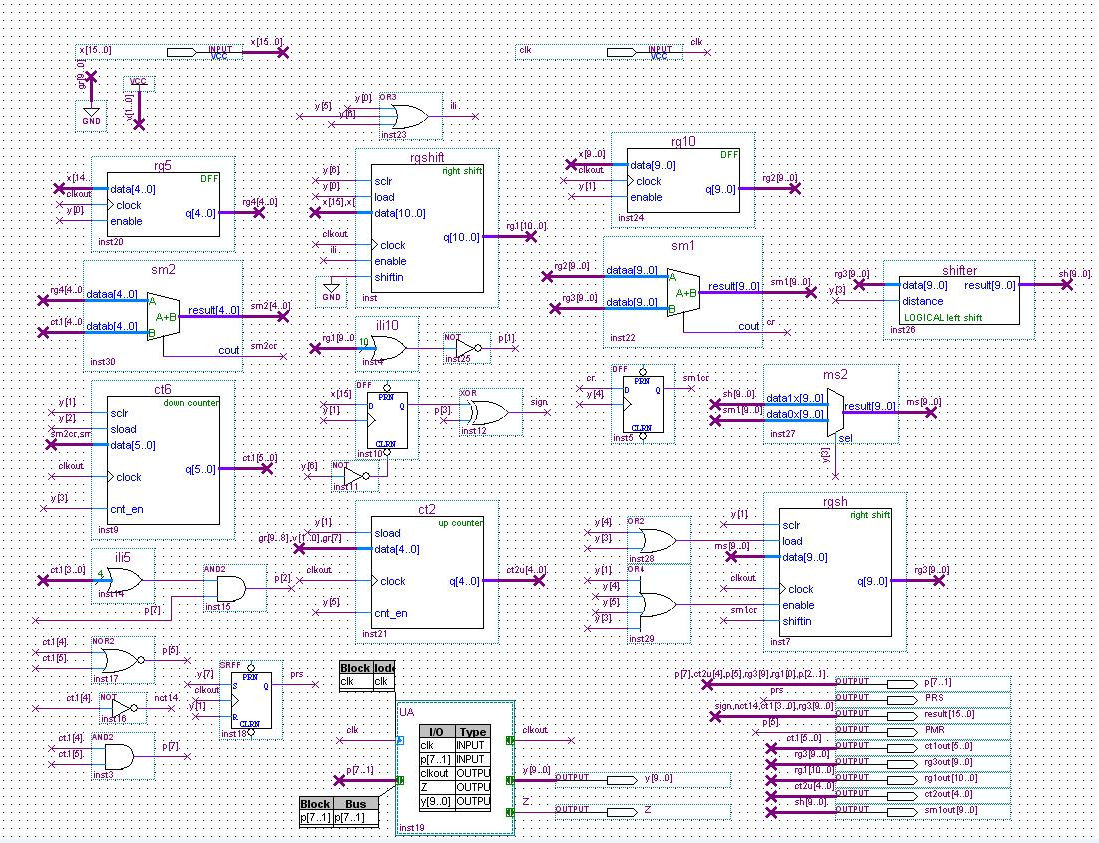 x[15..0] INPUT VCC x[15..0]
clk INPUT VCC clk
gr[9..0] GND
VCC v[1..0]
y[5] y[0] y[6] OR3 ili inst23
rg5 DFF
x[14.. data[4..0]
clkout clock
y[0] enable
q[4..0] rg4[4..0]
inst20
rgshift right shift
y[6] sclr
y[0] load
x[15],x[ data[10..0]
clkout clock
ili enable
GND shiftin
q[10..0] rg1[10..0]
inst
rg10 DFF
x[9..0] data[9..0]
clkout clock
y[1] enable
q[9..0] rg2[9..0]
inst24
sm2
rg4[4..0] dataa[4..0] A
ct1[4..0] datab[4..0] B
A+B result[4..0] sm2[4..0]
cout sm2cr
inst30
sm1
rg2[9..0] dataa[9..0] A
rg3[9..0] datab[9..0] B
A+B result[9..0] sm1[9..0]
cout cr
inst22
shifter
rg3[9..0] data[9..0] result[9..0] sh[9..0]
y[3] distance
LOGICAL left shift
inst26
ili10
rg1[9..0 10 inst4
NOT inst25 p[1]
ct6 down counter
y[1] sclr
y[2] sload
sm2cr,sm data[5..0]
clkout clock
y[3] cnt_en
q[5..0] ct1[5..0]
inst9
DFF
x[15] D PRN Q
y[1] CLRN
inst10
XOR p[3] inst12 sign
y[6] NOT inst11
DFF
cr D PRN Q sm1cr
y[4] CLRN
inst5
ms2
sh[9..0] data1x[9..0]
sm1[9..0] data0x[9..0]
result[9..0] ms[9..0]
sel y[3]
inst27
ct2 up counter
y[1] sload
gr[9..8],v[1..0],gr[7] data[4..0]
clkout clock
y[5] cnt_en
q[4..0] ct2u[4..0]
inst21
OR2 y[4] y[3] inst28
OR4 y[1] y[4] y[5] y[3] inst29
rgsh right shift
y[1] sclr
load
ms[9..0] data[9..0]
clkout clock
enable
sm1cr shiftin
q[9..0] rg3[9..0]
inst7
ili5
ct1[3..0] 4 inst14
AND2 p[7] inst15 p[2]
NOR2 ct1[4] ct1[5] inst17 p[6]
ct1[4] NOT inst16 nct14
AND2 ct1[4] ct1[5] inst3 p[7]
SRFF
y[7] S PRN Q prs
clkout
y[1] R CLRN
inst18
Block
clk clk
UA
I/O Type
clk INPUT
p[7..1] INPUT
clkout OUTPU
Z OUTPU
y[9..0] OUTPU
inst19
clk
clkout
p[7..1]
y[9..0] OUTPUT y[9..0]
Z OUTPUT Z
Block Bus
p[7..1] p[7..1]
p[7],ct2u[4],p[5],rg3[9],rg1[0],p[2..1] OUTPUT p[7..1]
prs OUTPUT PRS
sign,nct14,ct1[3..0],rg3[9..0] OUTPUT result[15..0]
OUTPUT PMR
ct1[5..0] OUTPUT ct1out[5..0]
rg3[9..0] OUTPUT rg3out[9..0]
rg1[10..0] OUTPUT rg1out[10..0]
ct2u[4..0] OUTPUT ct2out[4..0]
sh[9..0] OUTPUT sm1out[9..0]